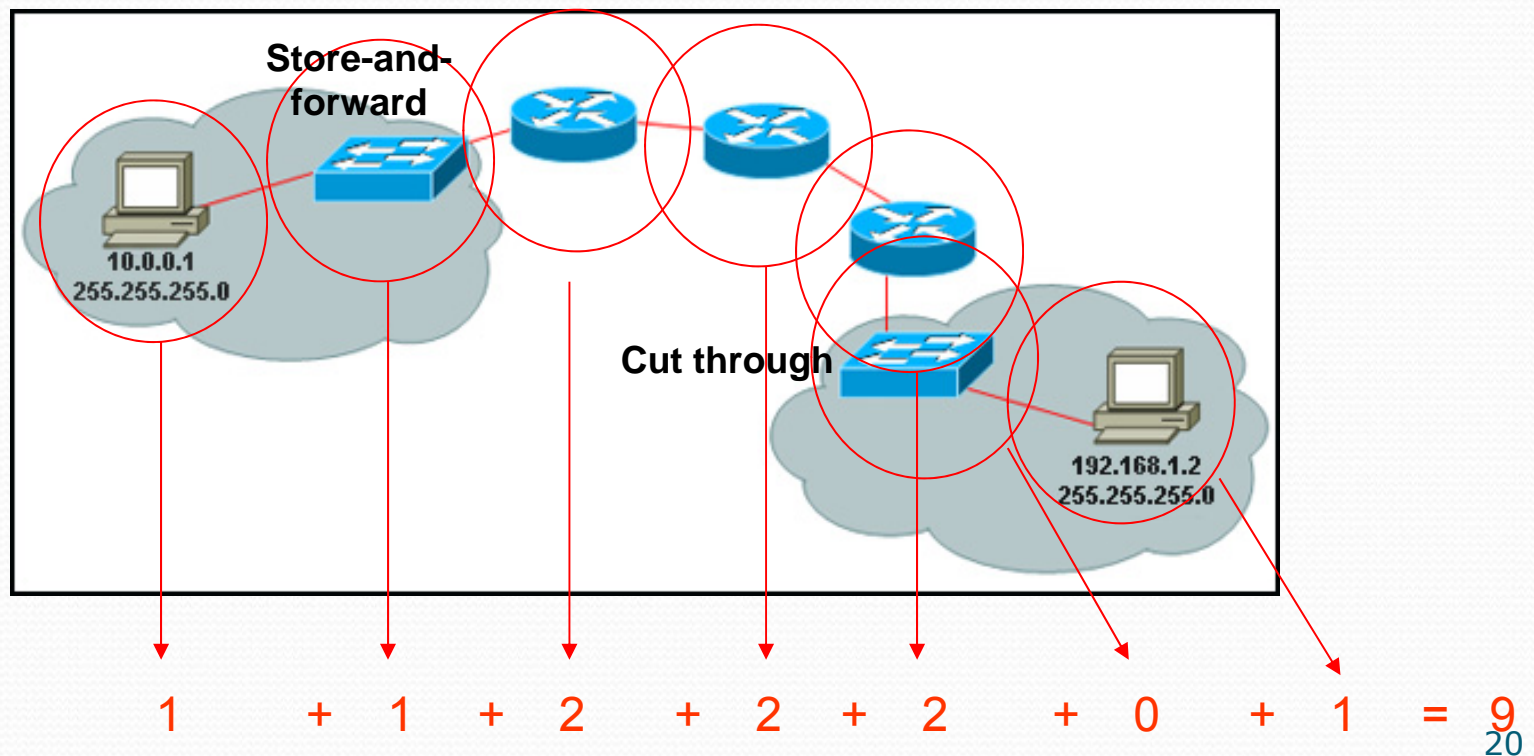 Store-and-
forward
10.0.0.1
255.255.255.0
Cut through
192.168.1.2
255.255.255.0
1 + 1 + 2 + 2 + 2 + 0 + 1 = 9
20